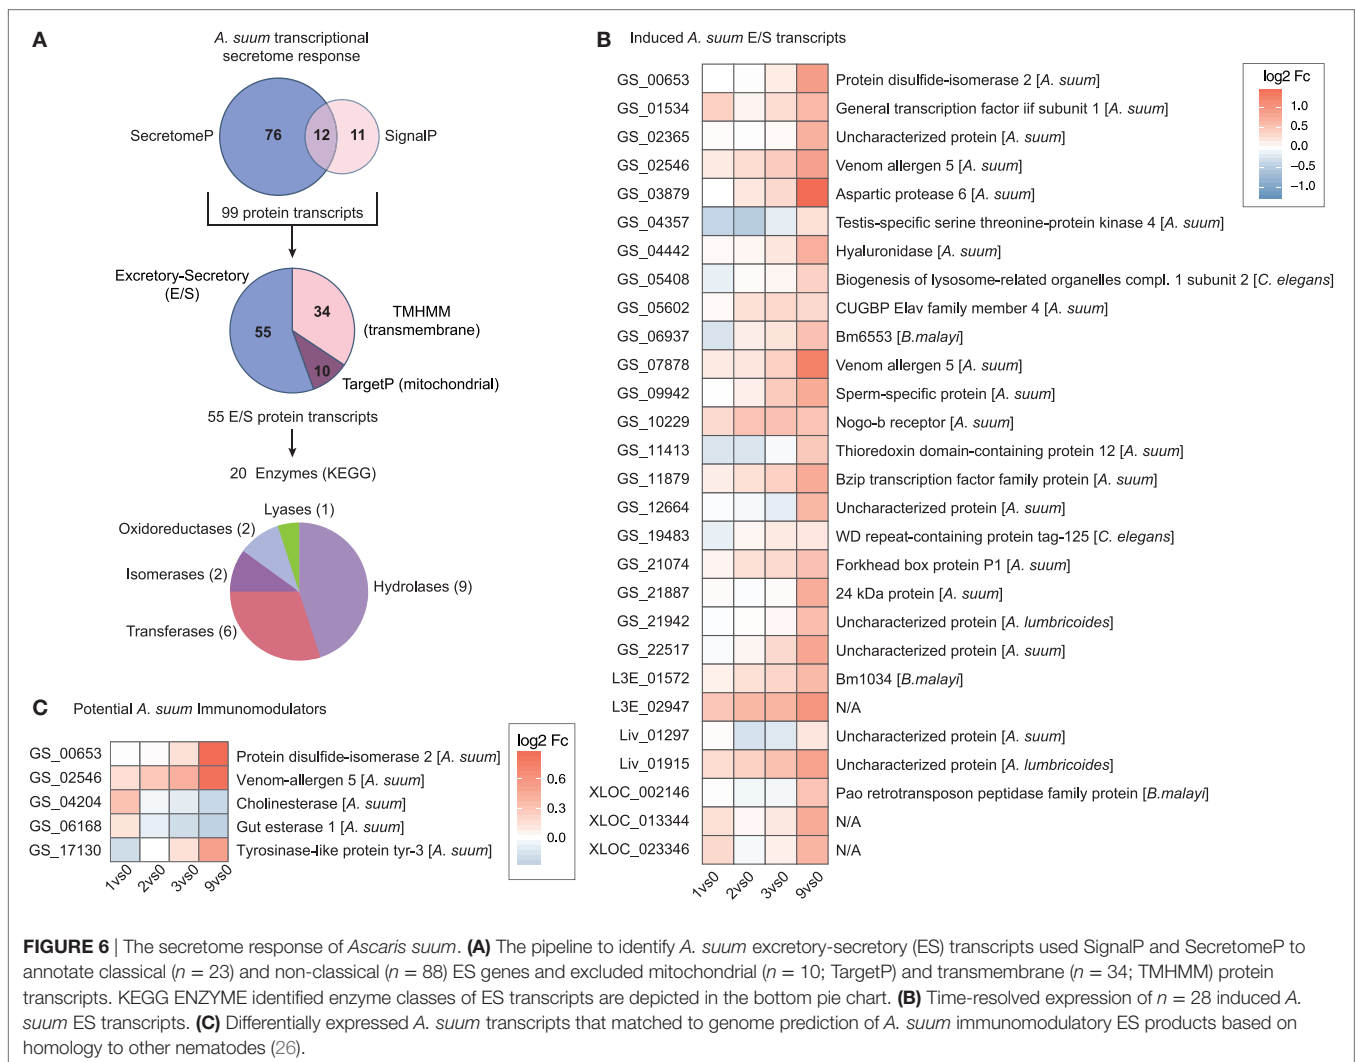 A
A. suum transcriptional
secretome response
SecretomeP
76
12
11
SignalP
99 protein transcripts
Excretory-Secretory
(E/S)
34
TMHMM
(transmembrane)
55
10
TargetP (mitochondrial)
55 E/S protein transcripts
20 Enzymes (KEGG)
Lyases (1)
Oxidoreductases (2)
Isomerases (2)
Hydrolases (9)
Transferases (6)
B Induced A. suum E/S transcripts
GS_00653 Protein disulfide-isomerase 2 [A. suum]
GS_01534 General transcription factor iif subunit 1 [A. suum]
GS_02365 Uncharacterized protein [A. suum]
GS_02546 Venom allergen 5 [A. suum]
GS_03879 Aspartic protease 6 [A. suum]
GS_04357 Testis-specific serine threonine-protein kinase 4 [A. suum]
GS_04442 Hyaluronidase [A. suum]
GS_05408 Biogenesis of lysosome-related organelles compl. 1 subunit 2 [C. elegans]
GS_05602 CUGBP Elav family member 4 [A. suum]
GS_06937 Bm6553 [B.malayi]
GS_07878 Venom allergen 5 [A. suum]
GS_09942 Sperm-specific protein [A. suum]
GS_10229 Nogo-b receptor [A. suum]
GS_11413 Thioredoxin domain-containing protein 12 [A. suum]
GS_11879 Bzip transcription factor family protein [A. suum]
GS_12664 Uncharacterized protein [A. suum]
GS_19483 WD repeat-containing protein tag-125 [C. elegans]
GS_21074 Forkhead box protein P1 [A. suum]
GS_21887 24 kDa protein [A. suum]
GS_21942 Uncharacterized protein [A. lumbricoides]
GS_22517 Uncharacterized protein [A. suum]
L3E_01572 Bm1034 [B.malayi]
L3E_02947 N/A
Liv_01297 Uncharacterized protein [A. suum]
Liv_01915 Uncharacterized protein [A. lumbricoides]
XLOC_002146 Pao retrotransposon peptidase family protein [B.malayi]
XLOC_013344 N/A
XLOC_023346 N/A
1vs0 2vs0 3vs0 9vs0
log2 Fc
1.0
0.5
0.0
−0.5
−1.0
C Potential A. suum Immunomodulators
GS_00653 Protein disulfide-isomerase 2 [A. suum]
GS_02546 Venom-allergen 5 [A. suum]
GS_04204 Cholinesterase [A. suum]
GS_06168 Gut esterase 1 [A. suum]
GS_17130 Tyrosinase-like protein tyr-3 [A. suum]
1vs0 2vs0 3vs0 9vs0
log2 Fc
0.6
0.3
0.0
FIGURE 6 | The secretome response of Ascaris suum. (A) The pipeline to identify A. suum excretory-secretory (ES) transcripts used SignalP and SecretomeP to
annotate classical (n = 23) and non-classical (n = 88) ES genes and excluded mitochondrial (n = 10; TargetP) and transmembrane (n = 34; TMHMM) protein
transcripts. KEGG ENZYME identified enzyme classes of ES transcripts are depicted in the bottom pie chart. (B) Time-resolved expression of n = 28 induced A.
suum ES transcripts. (C) Differentially expressed A. suum transcripts that matched to genome prediction of A. suum immunomodulatory ES products based on
homology to other nematodes (26).